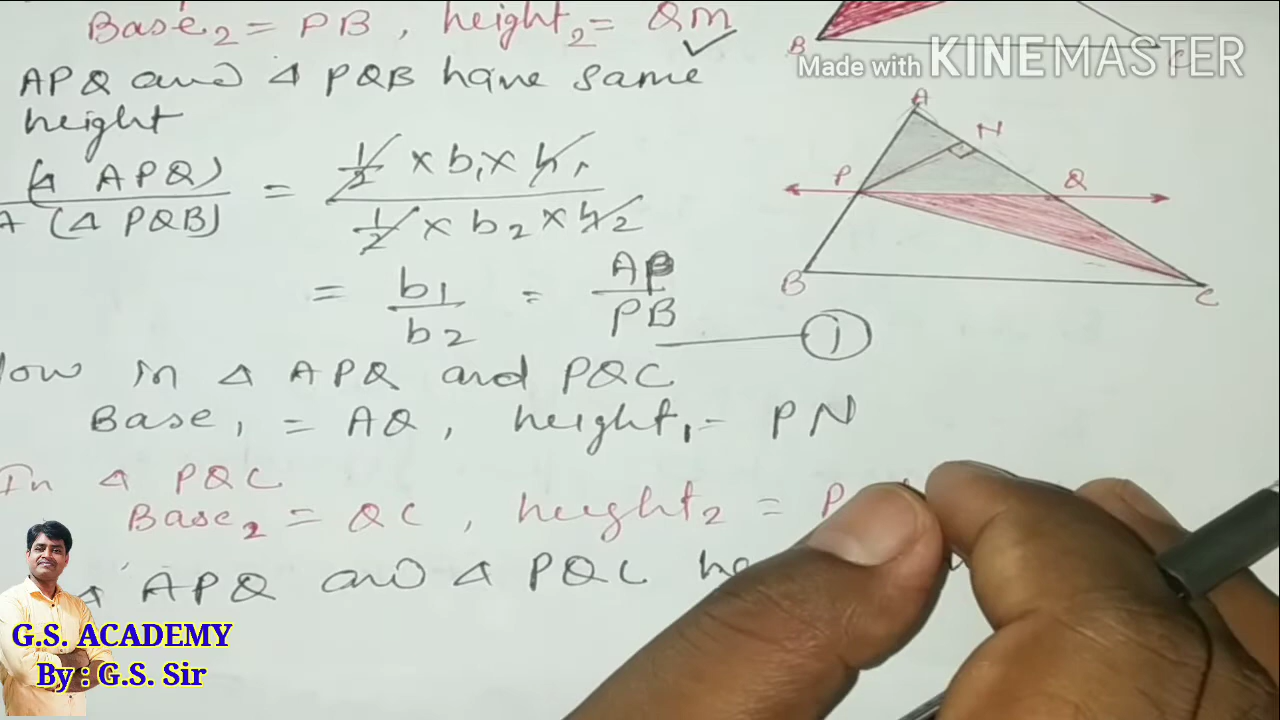 Base2 = PB, height2 = QM
APQ and △ PQB have same
height
(△ APQ) / (△ PQB) = 1/2 × b1 × h1 / 1/2 × b2 × h2
= b1/b2 = AP/PB ——— ①
in △ APQ and PQC
Base1 = AQ, height1 = PN
In △ PQC
Base2 = QC, height2 = P
△ APQ and △ PQC
B
C
Made with KINEMASTER
A
N
P
Q
B
C
G.S. ACADEMY
By : G.S. Sir